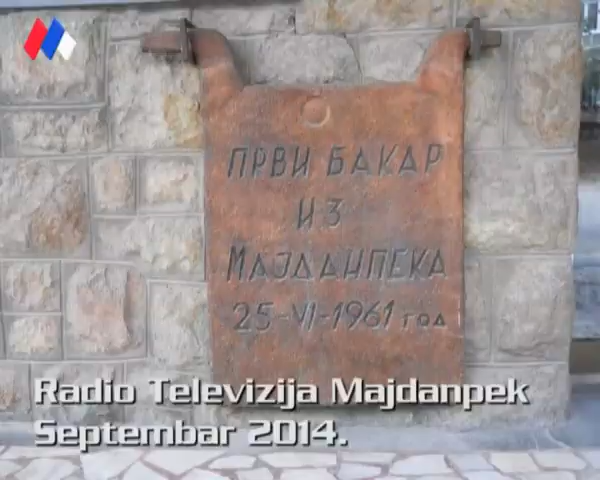 ПРВИ БАКАР
ИЗ
МАЈДАНПЕКА
25-VI-1961 год
Radio Televizija Majdanpek
Septembar 2014.